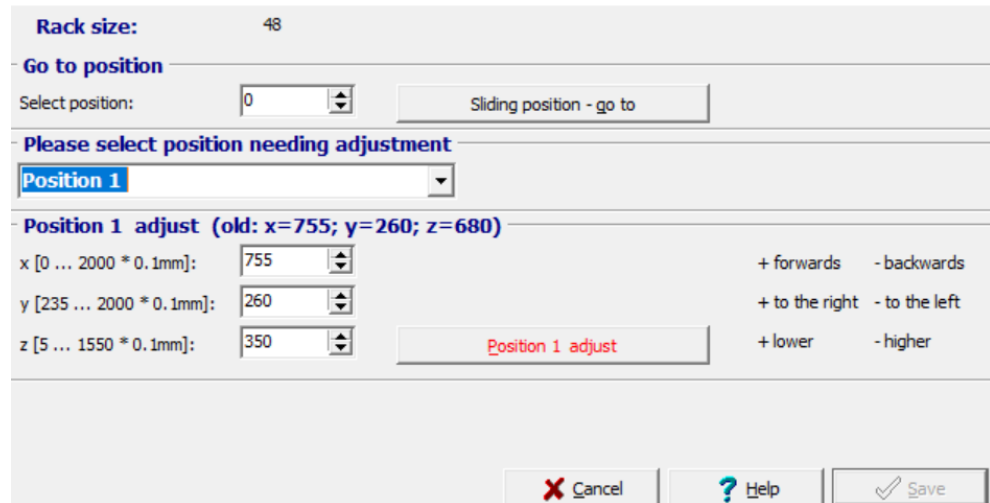 Rack size: 48
Go to position
Select position: 0 Sliding position - go to
Please select position needing adjustment
Position 1
Position 1 adjust (old: x=755; y=260; z=680)
x [0 ... 2000 * 0.1mm]: 755 + forwards - backwards
y [235 ... 2000 * 0.1mm]: 260 + to the right - to the left
z [5 ... 1550 * 0.1mm]: 350 Position 1 adjust + lower - higher
Cancel ? Help Save